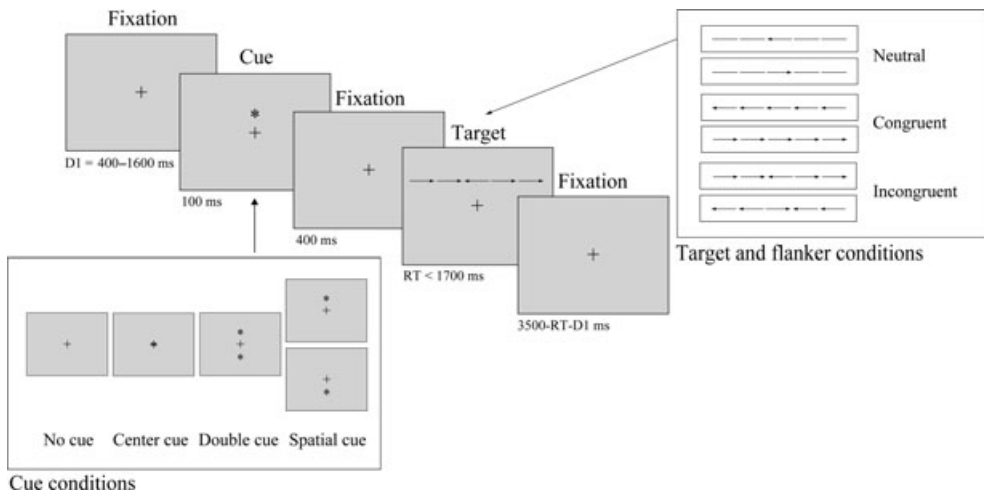 Fixation
D1 = 400–1600 ms
Cue
100 ms
Fixation
400 ms
Target
RT < 1700 ms
Fixation
3500-RT-D1 ms
Neutral
Congruent
Incongruent
Target and flanker conditions
No cue
Center cue
Double cue
Spatial cue
Cue conditions